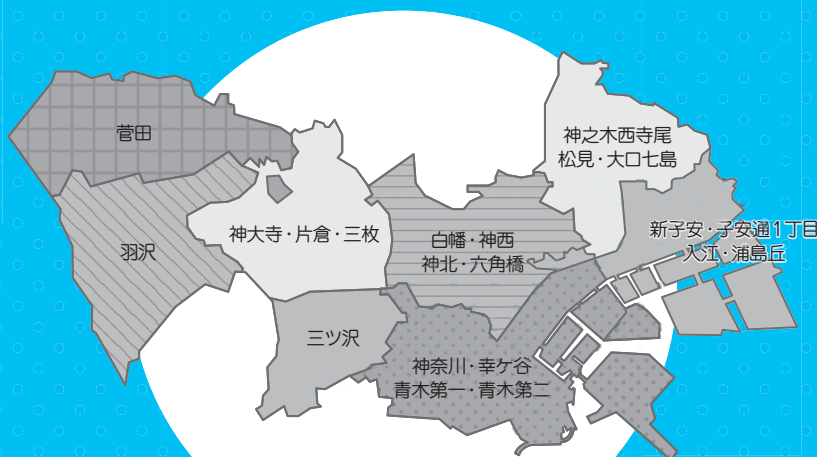 菅田
羽沢
神大寺・片倉・三枚
白幡・神西
神北・六角橋
神之木西寺尾
松見・大口七島
新子安・子安通1丁目
入江・浦島丘
三ツ沢
神奈川・幸ケ谷
青木第一・青木第二